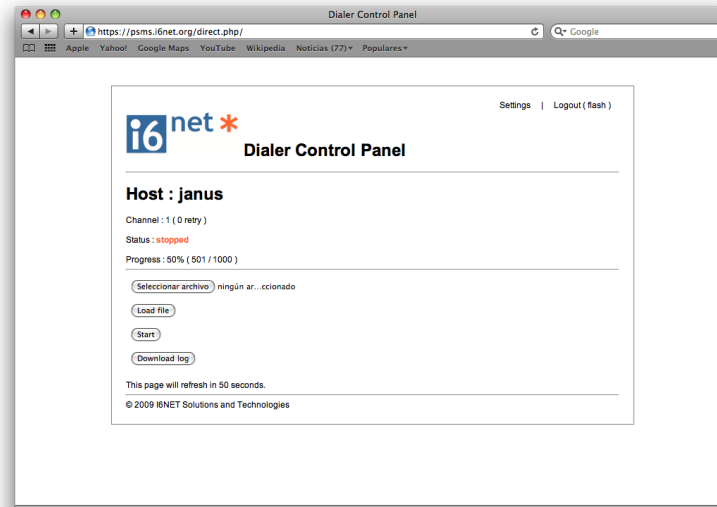 Dialer Control Panel
https://psms.i6net.org/direct.php/
Google
Apple Yahoo! Google Maps YouTube Wikipedia Noticias (77) Populares
Settings | Logout ( flash )
i6net *
Dialer Control Panel
Host : janus
Channel : 1 ( 0 retry )
Status : stopped
Progress : 50% ( 501 / 1000 )
Seleccionar archivo ningún ar...ccionado
Load file
Start
Download log
This page will refresh in 50 seconds.
© 2009 I6NET Solutions and Technologies